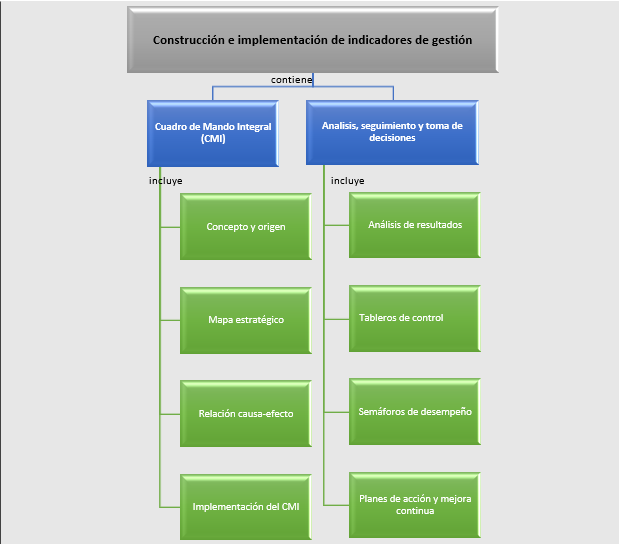 Construcción e implementación de indicadores de gestión
contiene
Cuadro de Mando Integral
(CMI)
Analisis, seguimiento y toma de
decisiones
incluye
incluye
Concepto y origen
Análisis de resultados
Mapa estratégico
Tableros de control
Relación causa-efecto
Semáforos de desempeño
Implementación del CMI
Planes de acción y mejora
continua